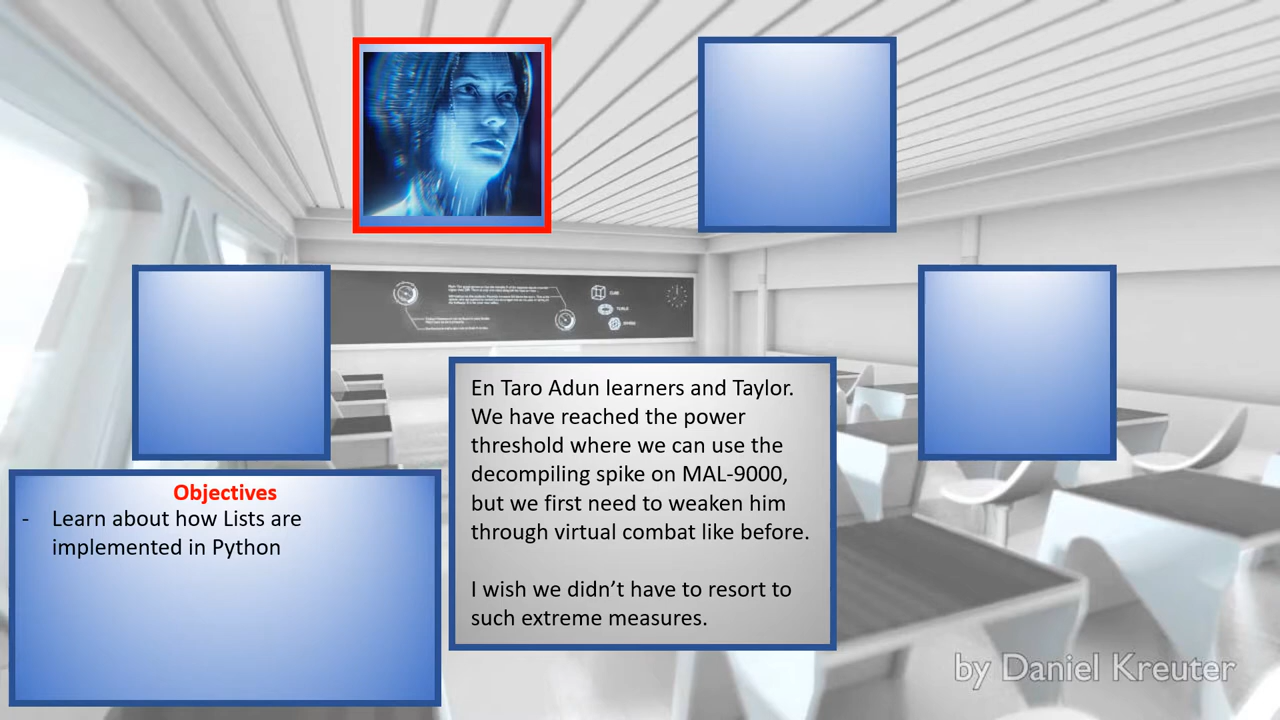 En Taro Adun learners and Taylor.
We have reached the power
threshold where we can use the
decompiling spike on MAL-9000,
but we first need to weaken him
through virtual combat like before.
I wish we didn't have to resort to
such extreme measures.
Objectives
- Learn about how Lists are
implemented in Python
by Daniel Kreuter